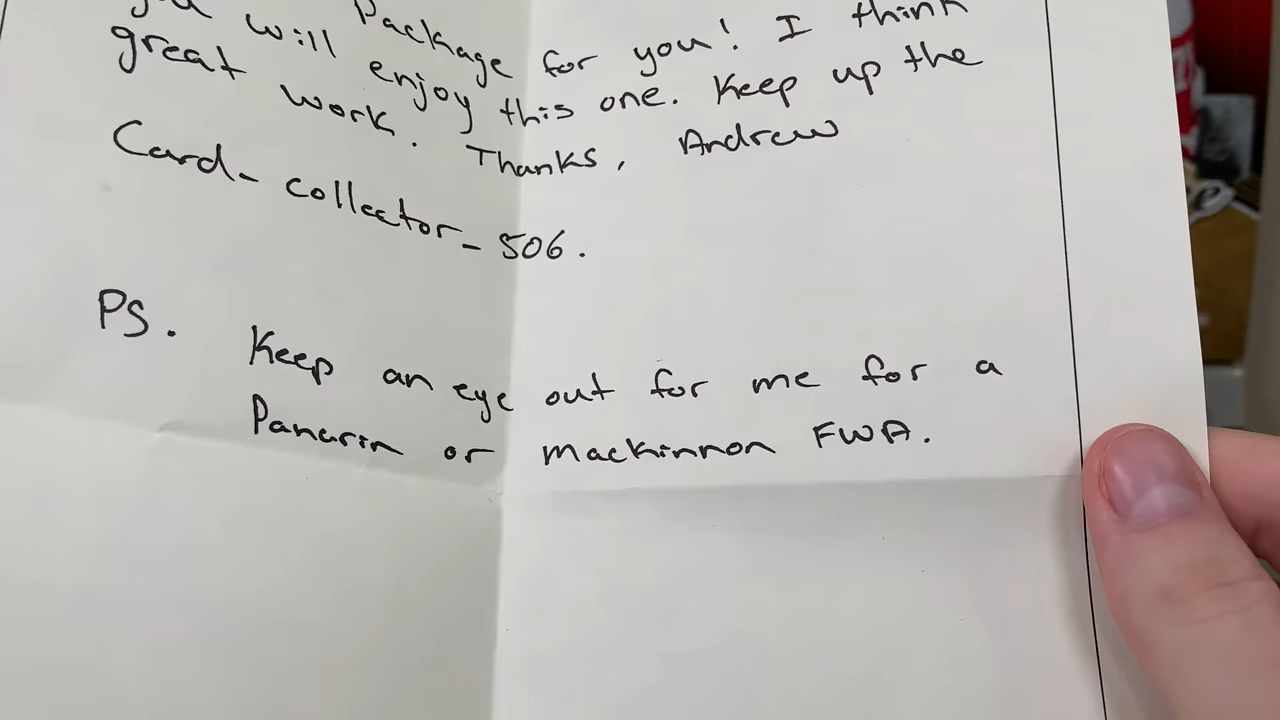 Package for you! I think
you will enjoy this one. Keep up the
great work. Thanks, Andrew
Card-collector-506.
PS. Keep an eye out for me for a
Panarin or Mackinnon FWA.